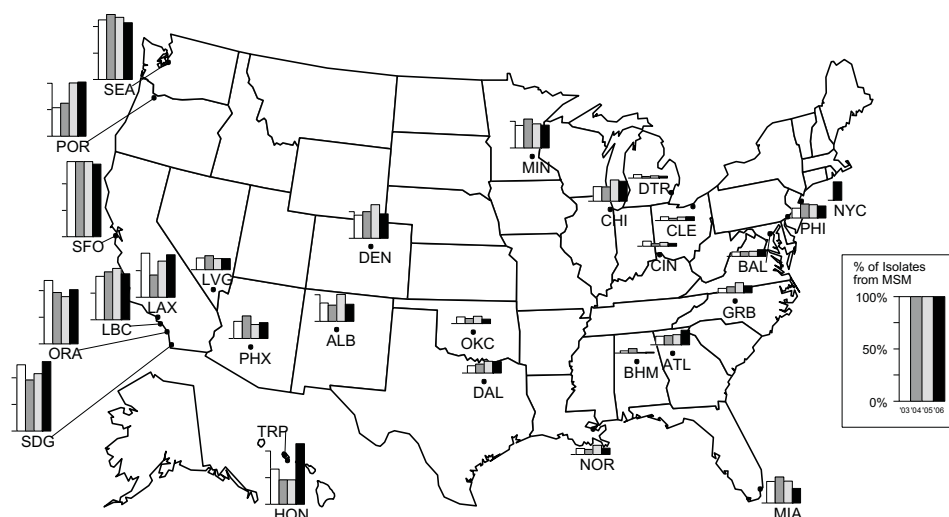 SEA
POR
SFO
ORA
LBC
LAX
LVG
SDG
PHX
DEN
ALB
MIN
CHI
DTR
CLE
CIN
NYC
PHI
BAL
GRB
OKC
DAL
BHM
ATL
NOR
MIA
TRP
HON
% of Isolates
from MSM
100%
50%
0%
'03 '04 '05 '06